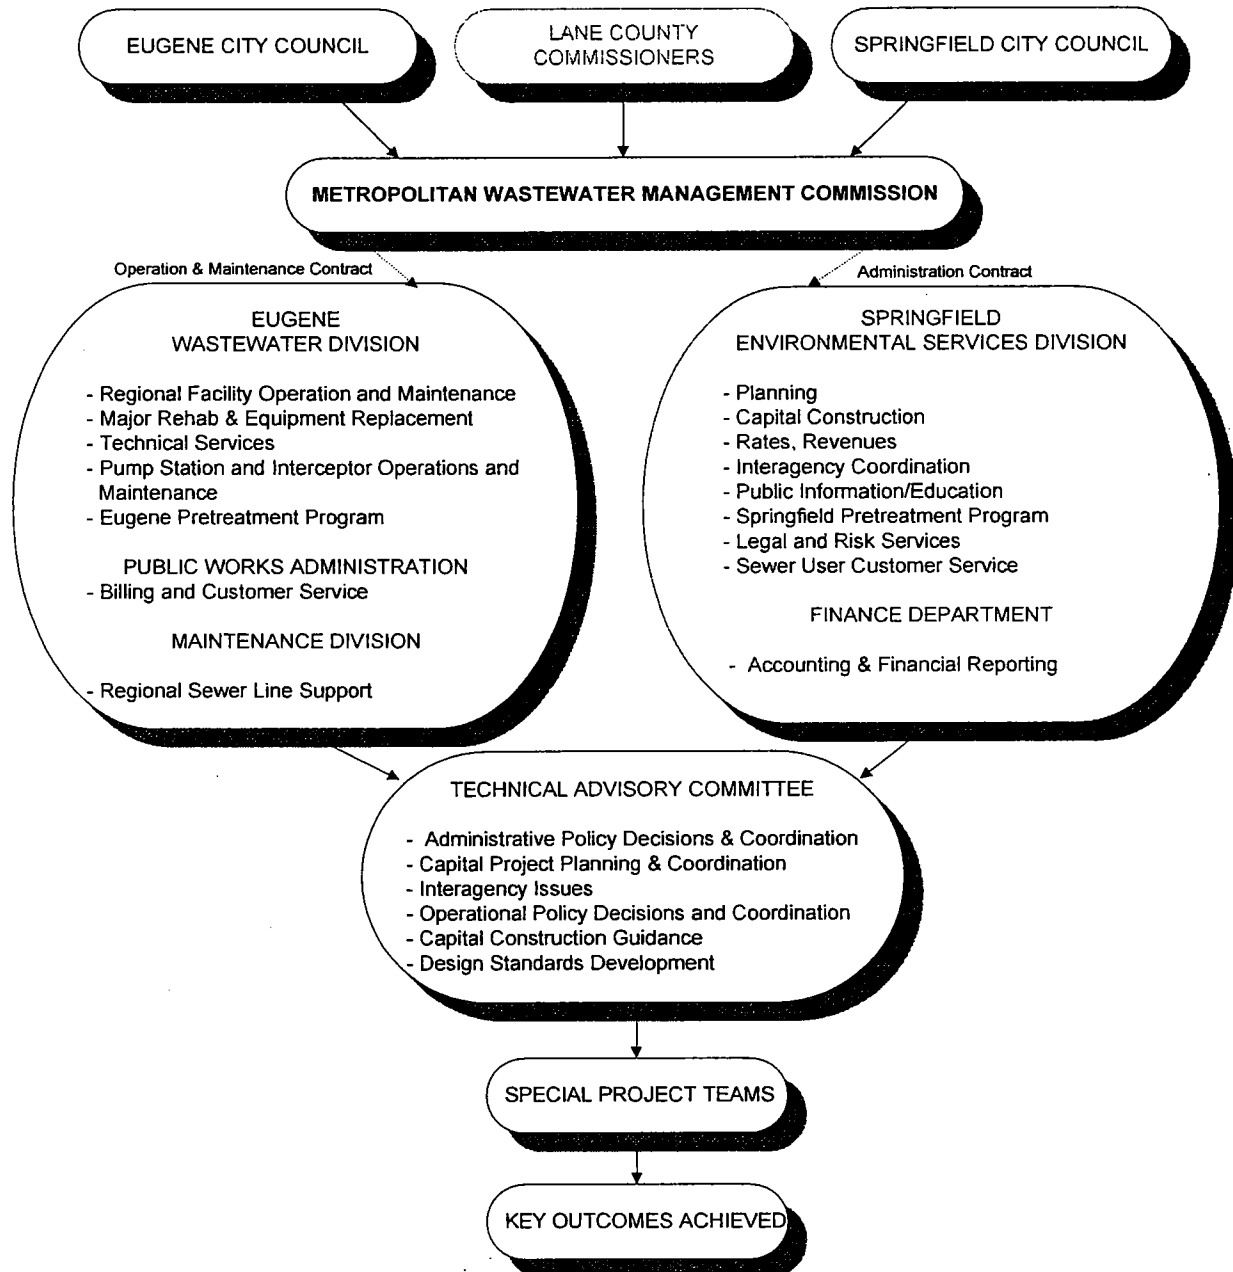 EUGENE CITY COUNCIL
LANE COUNTY
COMMISSIONERS
SPRINGFIELD CITY COUNCIL
METROPOLITAN WASTEWATER MANAGEMENT COMMISSION
Operation & Maintenance Contract
Administration Contract
EUGENE
WASTEWATER DIVISION
- Regional Facility Operation and Maintenance
- Major Rehab & Equipment Replacement
- Technical Services
- Pump Station and Interceptor Operations and
Maintenance
- Eugene Pretreatment Program
PUBLIC WORKS ADMINISTRATION
- Billing and Customer Service
MAINTENANCE DIVISION
- Regional Sewer Line Support
SPRINGFIELD
ENVIRONMENTAL SERVICES DIVISION
- Planning
- Capital Construction
- Rates, Revenues
- Interagency Coordination
- Public Information/Education
- Springfield Pretreatment Program
- Legal and Risk Services
- Sewer User Customer Service
FINANCE DEPARTMENT
- Accounting & Financial Reporting
TECHNICAL ADVISORY COMMITTEE
- Administrative Policy Decisions & Coordination
- Capital Project Planning & Coordination
- Interagency Issues
- Operational Policy Decisions and Coordination
- Capital Construction Guidance
- Design Standards Development
SPECIAL PROJECT TEAMS
KEY OUTCOMES ACHIEVED